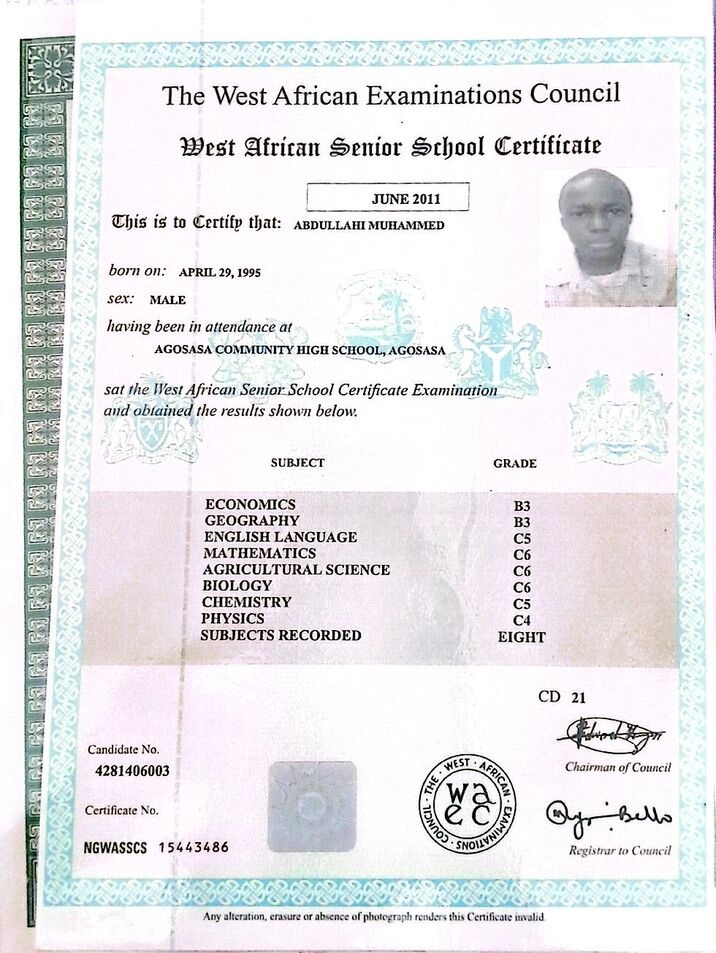 The West African Examinations Council
West African Senior School Certificate
JUNE 2011
This is to Certify that: ABDULLAHI MUHAMMED
born on: APRIL 29, 1995
sex: MALE
having been in attendance at
AGOSASA COMMUNITY HIGH SCHOOL, AGOSASA
sat the West African Senior School Certificate Examination
and obtained the results shown below.
SUBJECT GRADE
ECONOMICS B3
GEOGRAPHY B3
ENGLISH LANGUAGE C5
MATHEMATICS C6
AGRICULTURAL SCIENCE C6
BIOLOGY C6
CHEMISTRY C5
PHYSICS C4
SUBJECTS RECORDED EIGHT
CD 21
Chairman of Council
Candidate No.
4281406003
THE · WEST · AFRICAN · EXAMINATIONS · COUNCIL
waec
Certificate No.
Bello
Registrar to Council
NGWASSCS 15443486
Any alteration, erasure or absence of photograph renders this Certificate invalid.